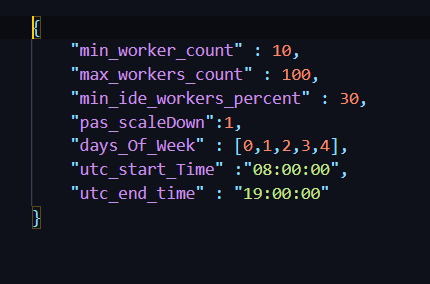 {
"min_worker_count" : 10,
"max_workers_count" : 100,
"min_ide_workers_percent" : 30,
"pas_scaleDown":1,
"days_Of_Week" : [0,1,2,3,4],
"utc_start_Time" :"08:00:00",
"utc_end_time" : "19:00:00"
}